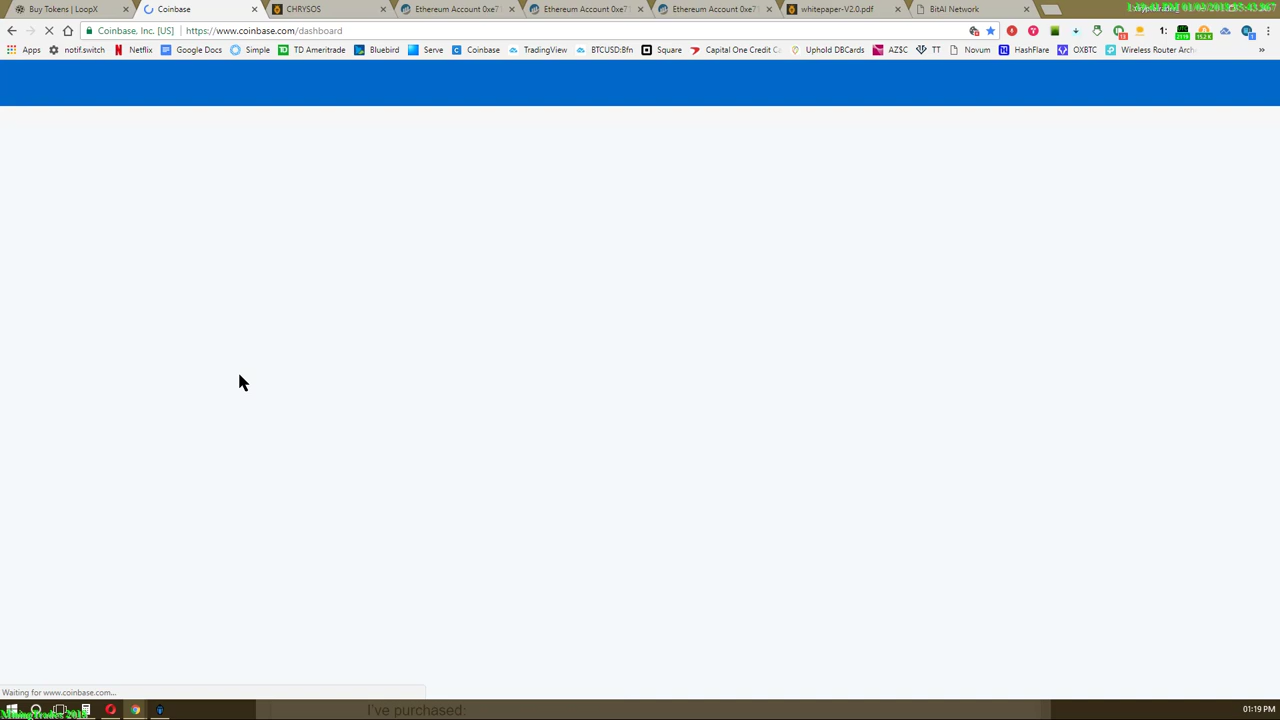 Buy Tokens | LoopX
Coinbase
CHRYSOS
Ethereum Account 0xe7
Ethereum Account 0xe7
Ethereum Account 0xe7
whitepaper-V2.0.pdf
BitAI Network
Coinbase, Inc. [US]
https://www.coinbase.com/dashboard
Apps
notif.switch
Netflix
Google Docs
Simple
TD Ameritrade
Bluebird
Serve
Coinbase
TradingView
BTCUSD:Bfn
Square
Capital One Credit C
Uphold DBCards
AZ$C
TT
Novum
HashFlare
OXBTC
Wireless Router Arch
»
Waiting for www.coinbase.com...
I've purchased:
01:19 PM